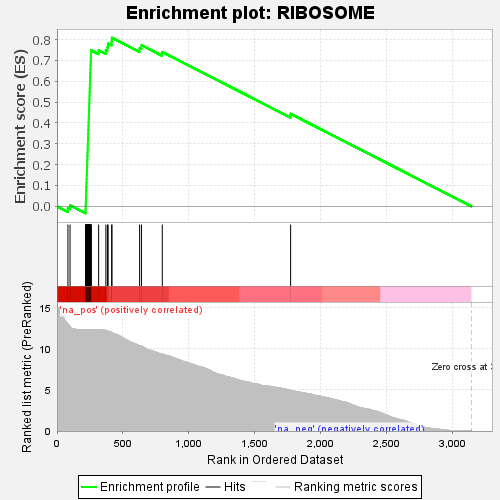 Enrichment plot: RIBOSOME
Enrichment score (ES)
0.8
0.7
0.6
0.5
0.4
0.3
0.2
0.1
0.0
'na_pos' (positively correlated)
Ranked list metric (PreRanked)
15
10
5
0
Zero cross at
'na_neg' (negatively correlated)
0 500 1,000 1,500 2,000 2,500 3,000
Rank in Ordered Dataset
Enrichment profile Hits Ranking metric scores